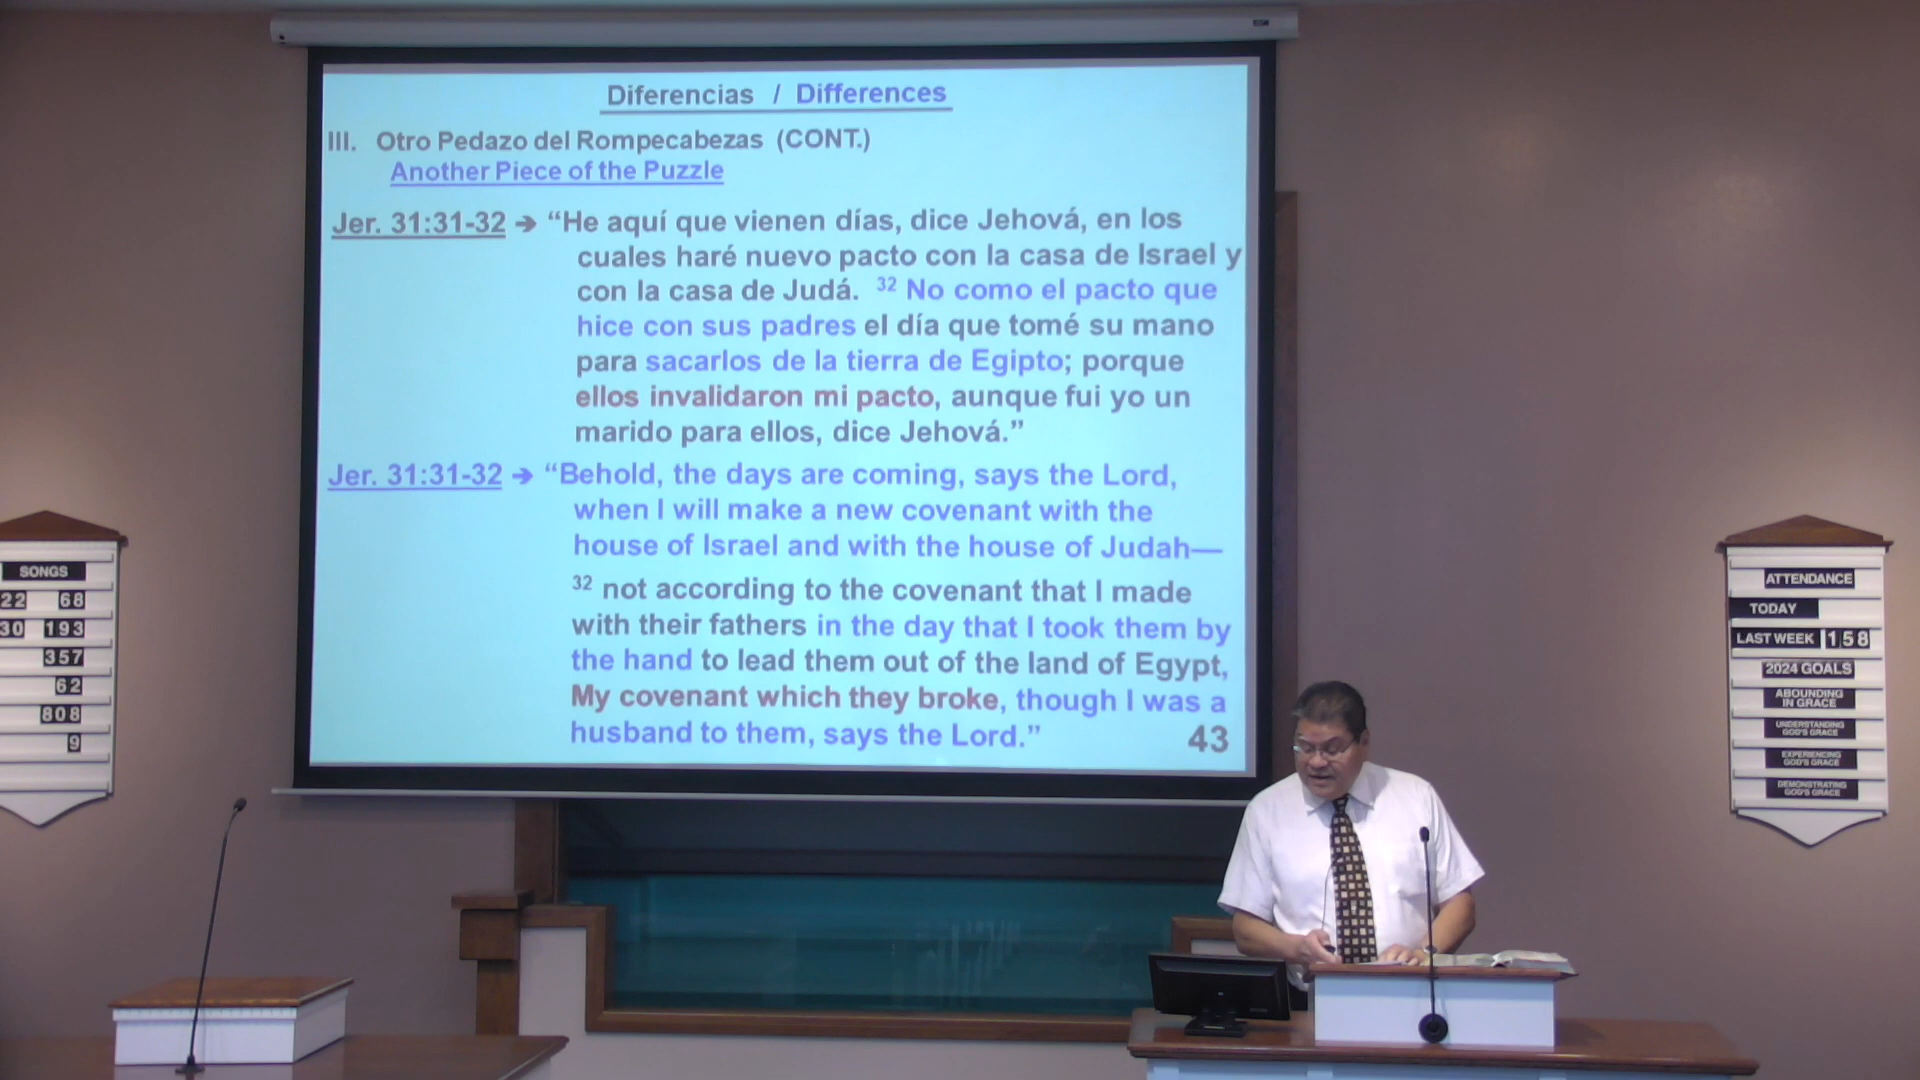 Diferencias / Differences
III. Otro Pedazo del Rompecabezas (CONT.)
Another Piece of the Puzzle
Jer. 31:31-32 ➔ “He aquí que vienen días, dice Jehová, en los
cuales haré nuevo pacto con la casa de Israel y
con la casa de Judá. 32 No como el pacto que
hice con sus padres el día que tomé su mano
para sacarlos de la tierra de Egipto; porque
ellos invalidaron mi pacto, aunque fui yo un
marido para ellos, dice Jehová.”
Jer. 31:31-32 ➔ “Behold, the days are coming, says the Lord,
when I will make a new covenant with the
house of Israel and with the house of Judah—
32 not according to the covenant that I made
with their fathers in the day that I took them by
the hand to lead them out of the land of Egypt,
My covenant which they broke, though I was a
husband to them, says the Lord.”
43
SONGS
22 68
30 193
357
62
808
9
ATTENDANCE
TODAY
LAST WEEK 158
2024 GOALS
ABOUNDING
IN GRACE
UNDERSTANDING
GOD'S GRACE
EXPERIENCING
GOD'S GRACE
DEMONSTRATING
GOD'S GRACE